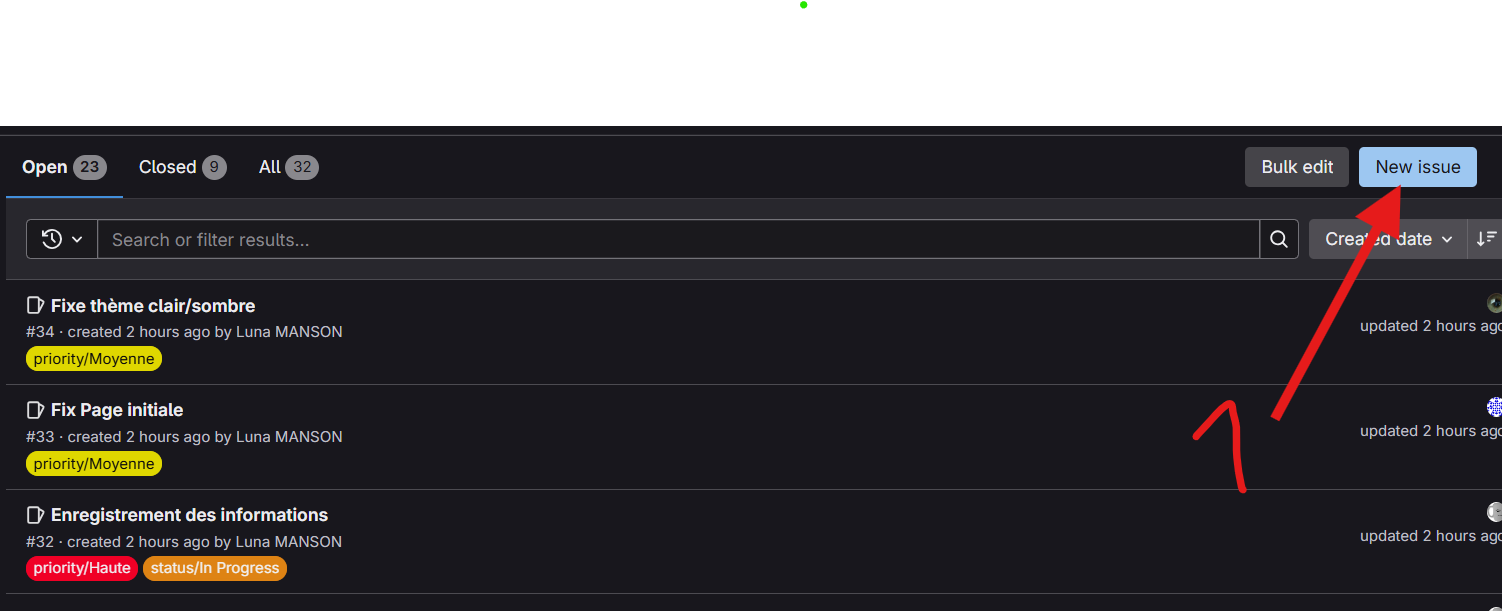 Open 23 Closed 9 All 32 Bulk edit New issue
Search or filter results... Created date
Fixe thème clair/sombre
#34 · created 2 hours ago by Luna MANSON updated 2 hours ago
priority/Moyenne
Fix Page initiale
#33 · created 2 hours ago by Luna MANSON updated 2 hours ago
priority/Moyenne
1
Enregistrement des informations
#32 · created 2 hours ago by Luna MANSON updated 2 hours ago
priority/Haute status/In Progress